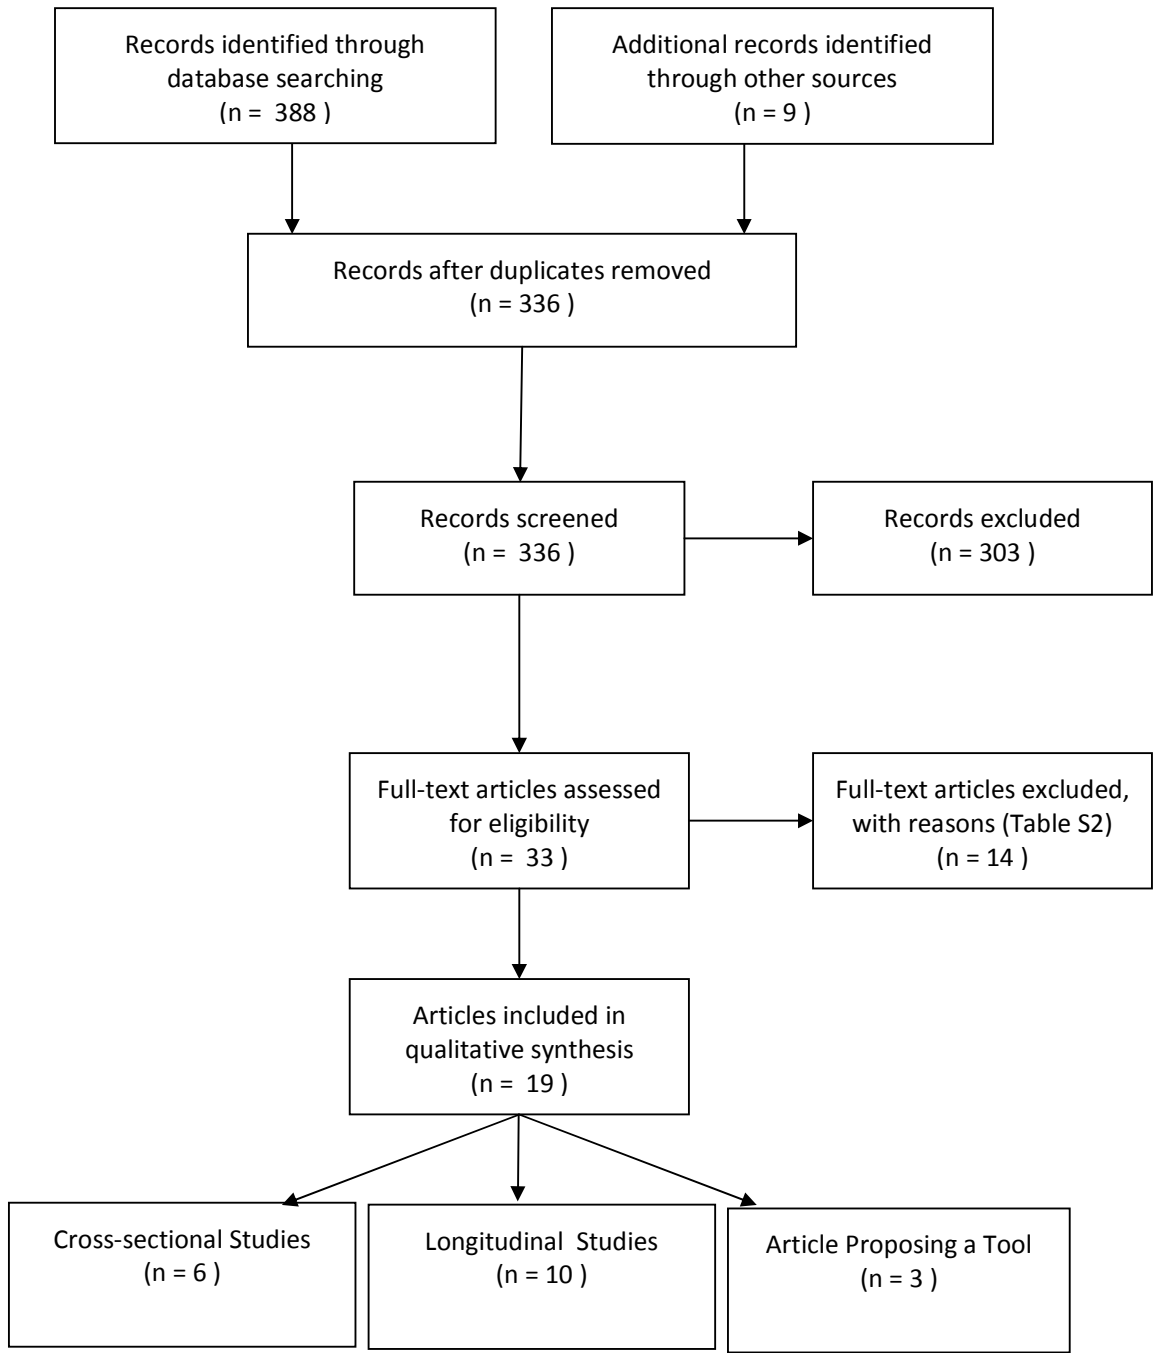 Records identified through
database searching
(n =  388 )
Additional records identified
through other sources
(n = 9 )
Records after duplicates removed
(n = 336 )
Records screened
(n =  336 )
Records excluded
(n = 303 )
Full-text articles assessed
for eligibility
(n =  33 )
Full-text articles excluded,
with reasons (Table S2)
(n = 14 )
Articles included in
qualitative synthesis
(n =  19 )
Cross-sectional Studies
(n = 6 )
Longitudinal  Studies
(n = 10 )
Article Proposing a Tool
(n = 3 )